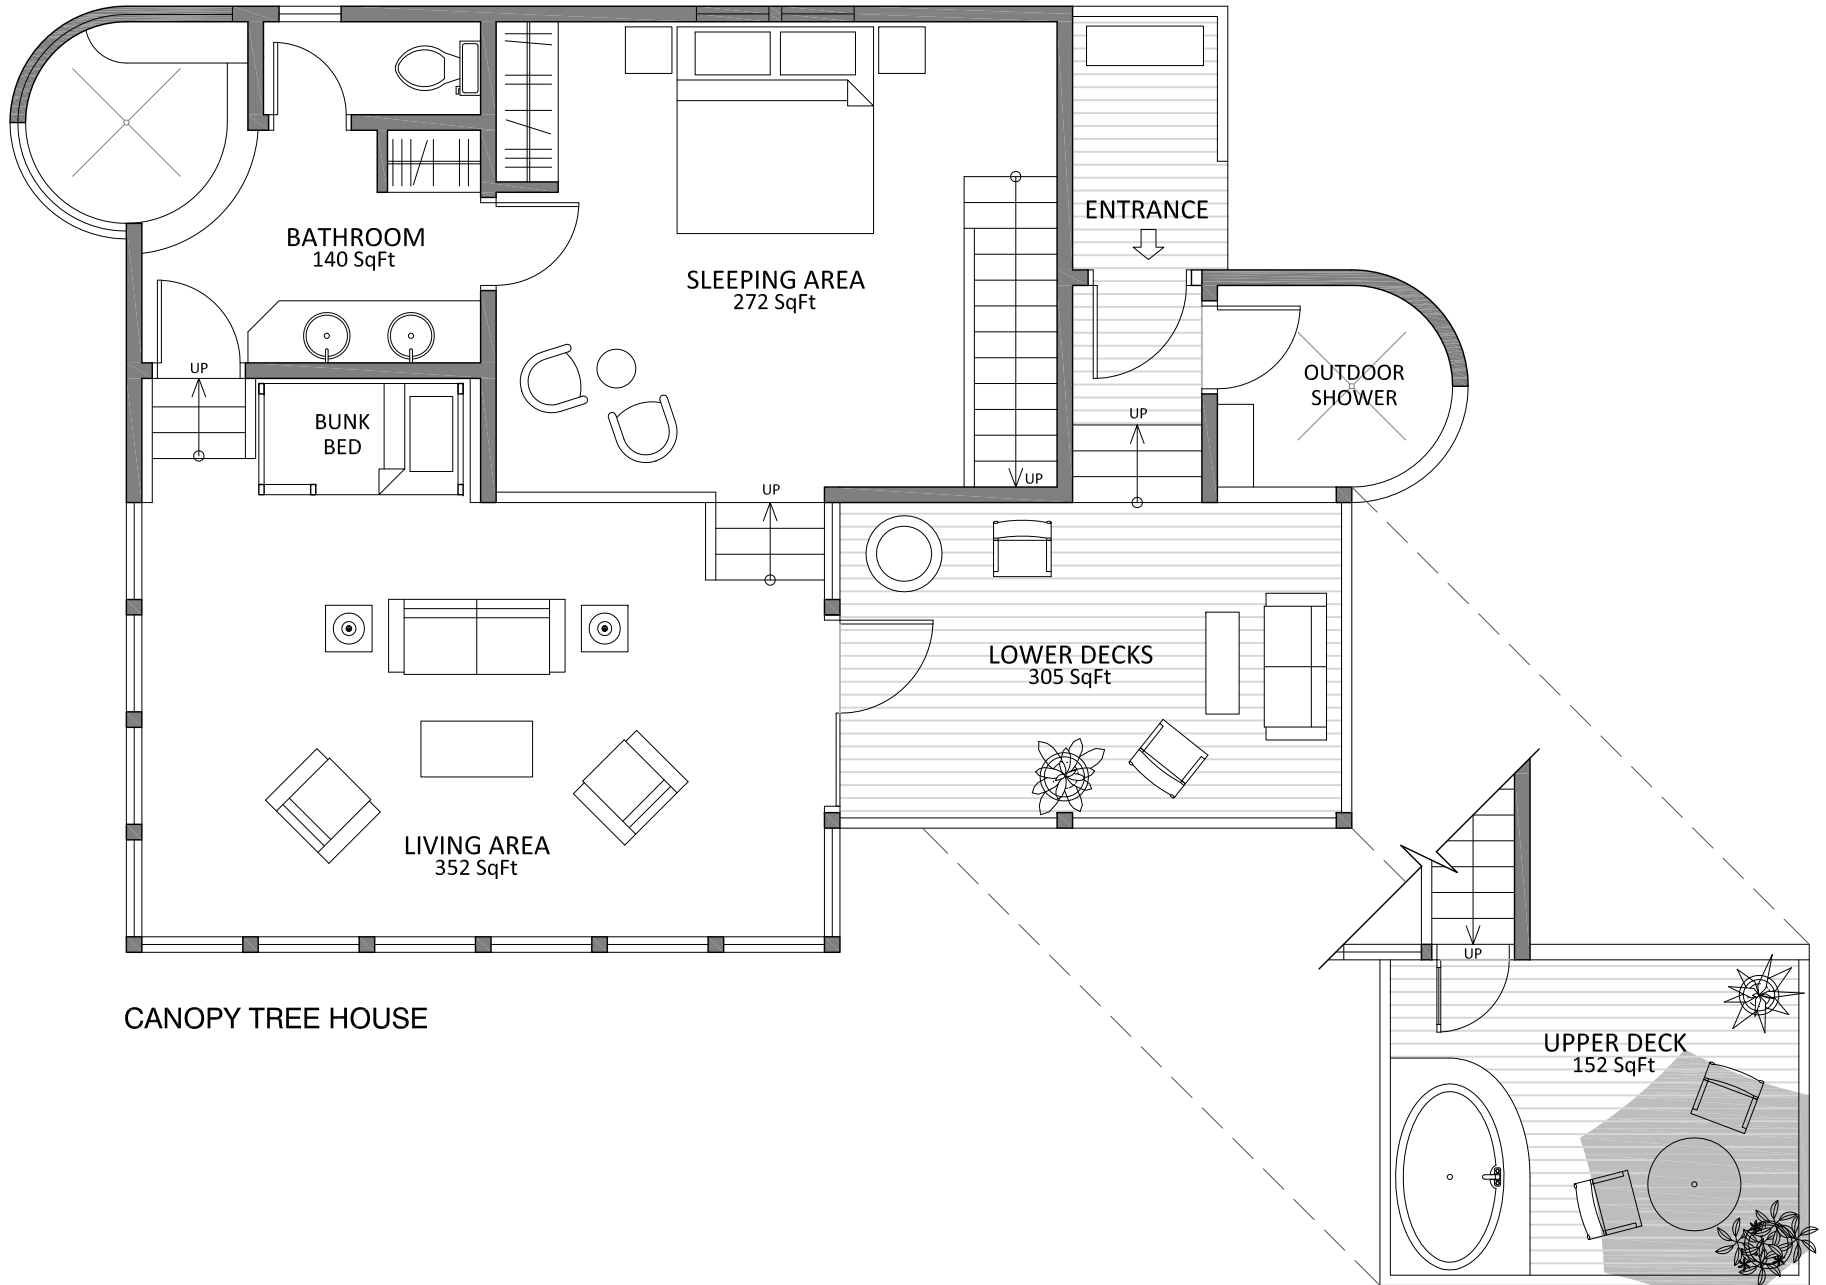 ENTRANCE
BATHROOM
140 SqFt
SLEEPING AREA
272 SqFt
UP
OUTDOOR
SHOWER
BUNK
BED
UP
UP
UP
LOWER DECKS
305 SqFt
LIVING AREA
352 SqFt
UP
CANOPY TREE HOUSE
UPPER DECK
152 SqFt